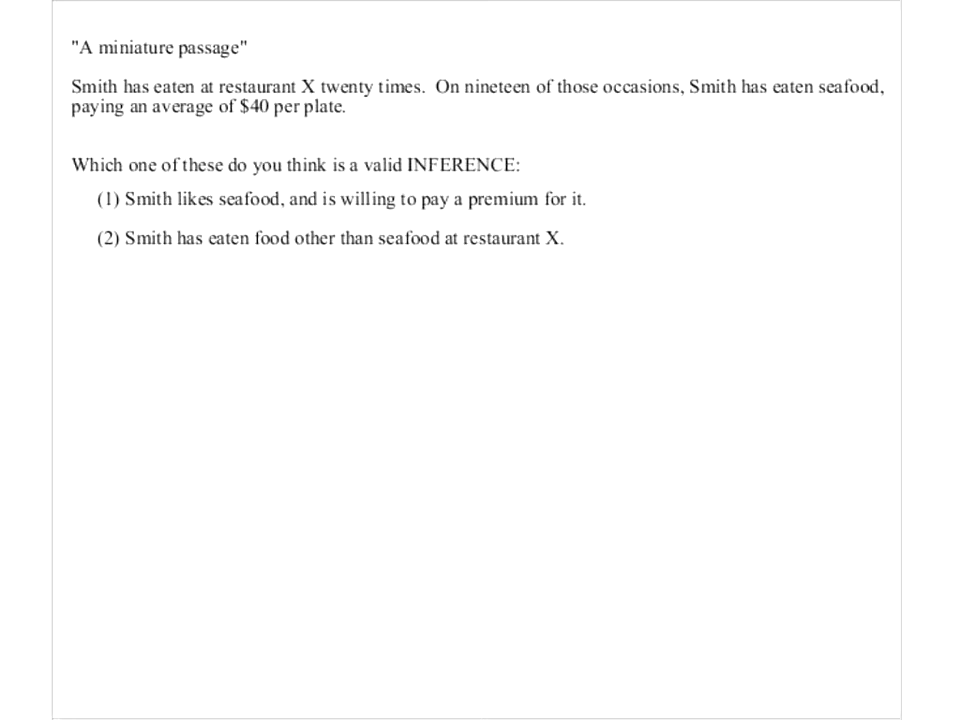 "A miniature passage"
Smith has eaten at restaurant X twenty times.  On nineteen of those occasions, Smith has eaten seafood,
paying an average of $40 per plate.
Which one of these do you think is a valid INFERENCE:
(1) Smith likes seafood, and is willing to pay a premium for it.
(2) Smith has eaten food other than seafood at restaurant X.